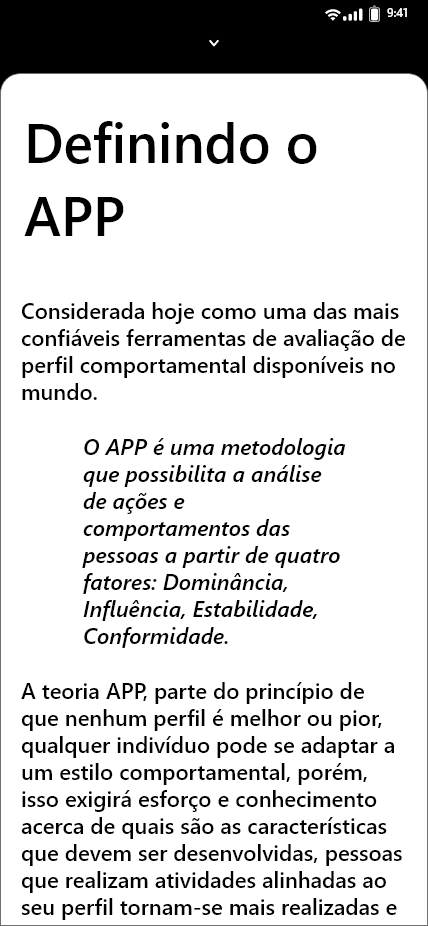 9:41
Definindo o
APP
Considerada hoje como uma das mais
confiáveis ferramentas de avaliação de
perfil comportamental disponíveis no
mundo.
O APP é uma metodologia
que possibilita a análise
de ações e
comportamentos das
pessoas a partir de quatro
fatores: Dominância,
Influência, Estabilidade,
Conformidade.
A teoria APP, parte do princípio de
que nenhum perfil é melhor ou pior,
qualquer indivíduo pode se adaptar a
um estilo comportamental, porém,
isso exigirá esforço e conhecimento
acerca de quais são as características
que devem ser desenvolvidas, pessoas
que realizam atividades alinhadas ao
seu perfil tornam-se mais realizadas e